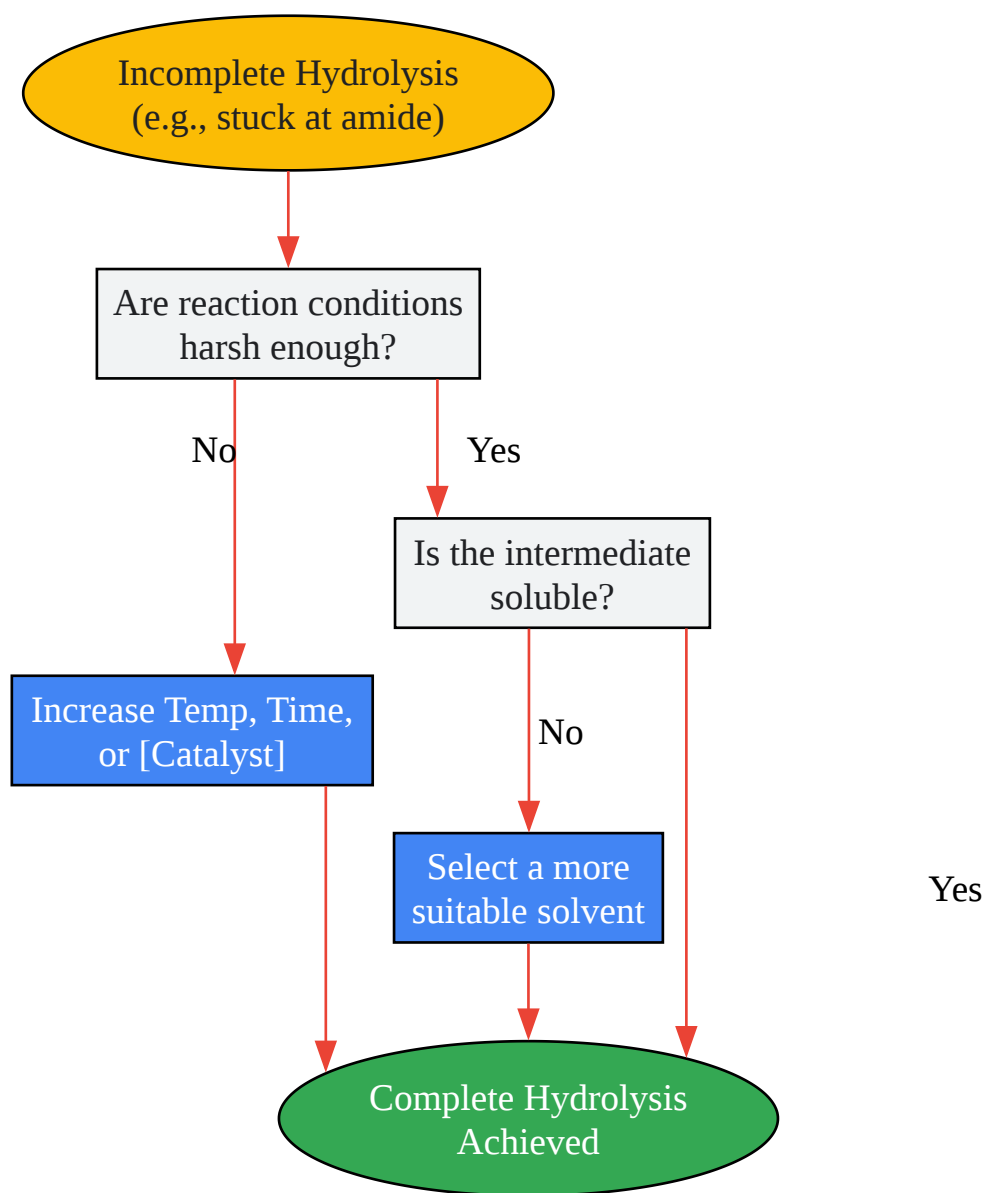 Incomplete Hydrolysis
(e.g., stuck at amide)
Are reaction conditions
harsh enough?
No
Yes
Is the intermediate
soluble?
Increase Temp, Time,
or [Catalyst]
No
Select a more
suitable solvent
Yes
Complete Hydrolysis
Achieved